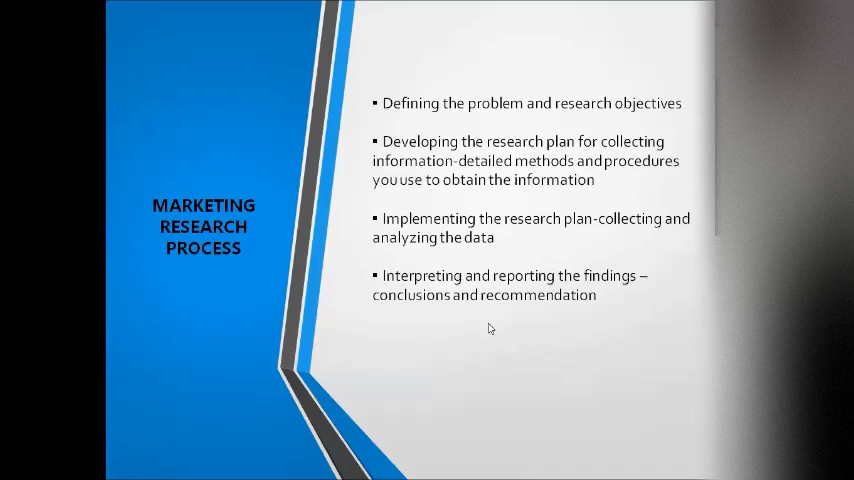 MARKETING
RESEARCH
PROCESS
▪ Defining the problem and research objectives
▪ Developing the research plan for collecting
information-detailed methods and procedures
you use to obtain the information
▪ Implementing the research plan-collecting and
analyzing the data
▪ Interpreting and reporting the findings –
conclusions and recommendation